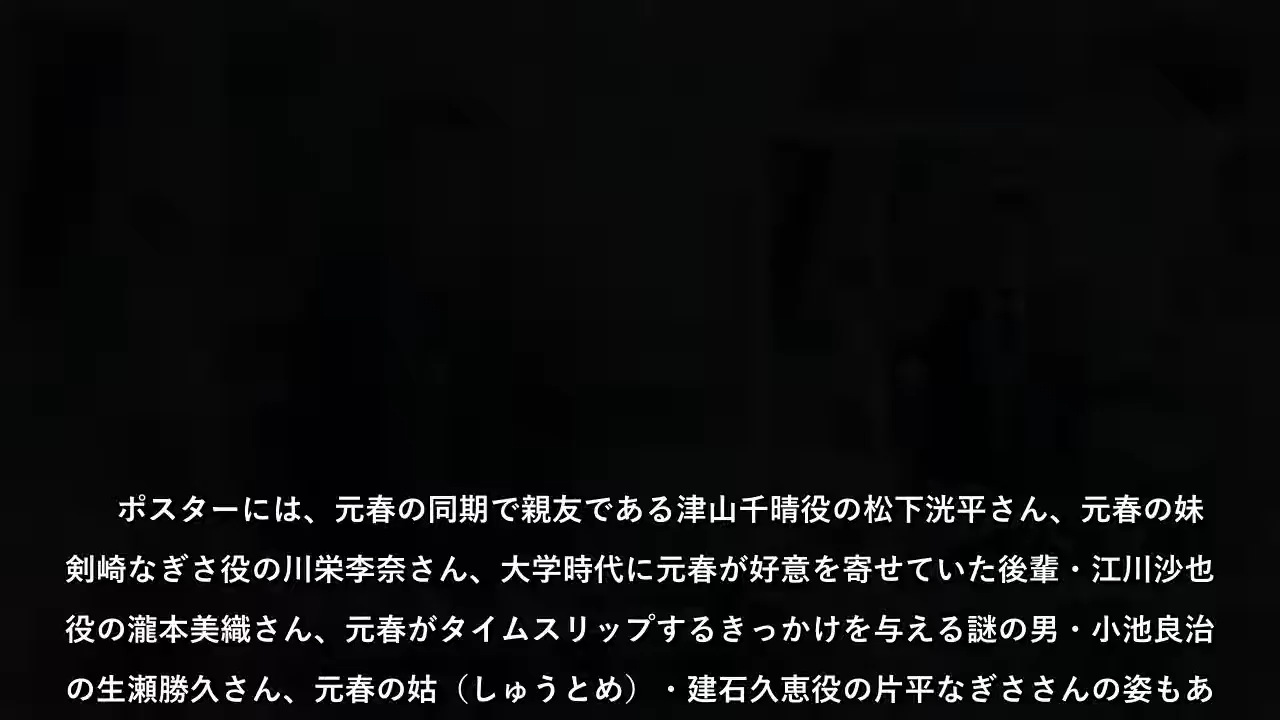 ポスターには、元春の同期で親友である津山千晴役の松下洸平さん、元春の妹
剣崎なぎさ役の川栄李奈さん、大学時代に元春が好意を寄せていた後輩・江川沙也
役の瀧本美織さん、元春がタイムスリップするきっかけを与える謎の男・小池良治
の生瀬勝久さん、元春の姑（しゅうとめ）・建石久恵役の片平なぎささんの姿もあ